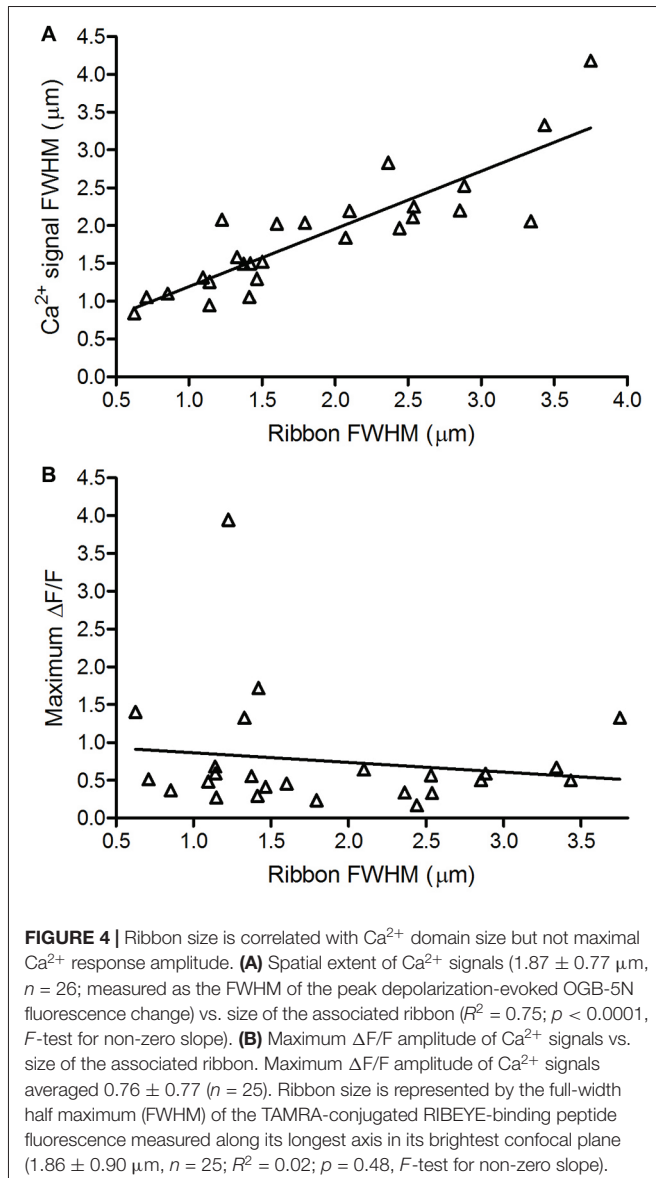 A
4.5
4.0
3.5
3.0
2.5
2.0
1.5
1.0
0.5
0.0
Ca2+ signal FWHM (μm)
0.5 1.0 1.5 2.0 2.5 3.0 3.5 4.0
Ribbon FWHM (μm)
B
4.5
4.0
3.5
3.0
2.5
2.0
1.5
1.0
0.5
0.0
Maximum ΔF/F
0.5 1.0 1.5 2.0 2.5 3.0 3.5
Ribbon FWHM (μm)
FIGURE 4 | Ribbon size is correlated with Ca2+ domain size but not maximal
Ca2+ response amplitude. (A) Spatial extent of Ca2+ signals (1.87 ± 0.77 μm,
n = 26; measured as the FWHM of the peak depolarization-evoked OGB-5N
fluorescence change) vs. size of the associated ribbon (R2 = 0.75; p < 0.0001,
F-test for non-zero slope). (B) Maximum ΔF/F amplitude of Ca2+ signals vs.
size of the associated ribbon. Maximum ΔF/F amplitude of Ca2+ signals
averaged 0.76 ± 0.77 (n = 25). Ribbon size is represented by the full-width
half maximum (FWHM) of the TAMRA-conjugated RIBEYE-binding peptide
fluorescence measured along its longest axis in its brightest confocal plane
(1.86 ± 0.90 μm, n = 25; R2 = 0.02; p = 0.48, F-test for non-zero slope).